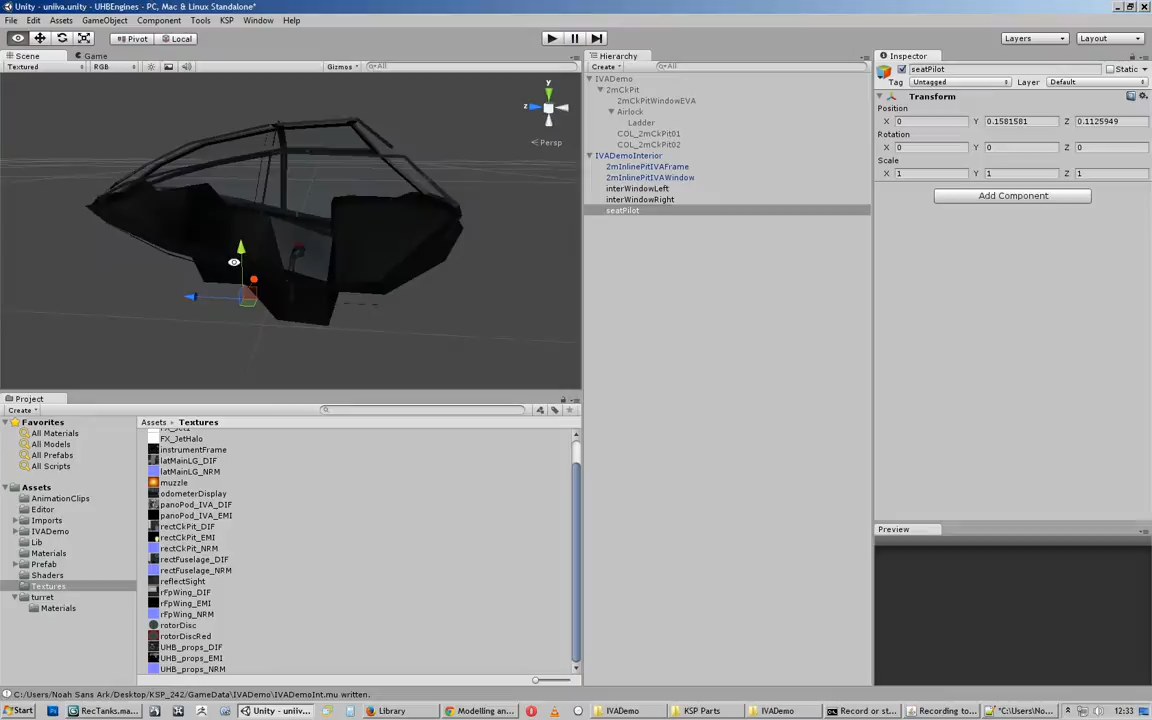 Unity - uniiva.unity - UHBEngines - PC, Mac & Linux Standalone*
File Edit Assets GameObject Component Tools KSP Window Help
Pivot Local Layers Layout
Scene Game Hierarchy Inspector
Textured RGB Gizmos All Create All
seatPilot Static
Tag Untagged Layer Default
Transform
Position
X 0 Y 0.1581581 Z 0.1125949
Rotation
X 0 Y 0 Z 0
Scale
X 1 Y 1 Z 1
Add Component
IVADemo
2mCkPit
2mCkPitWindowEVA
Airlock
Ladder
COL_2mCkPit01
COL_2mCkPit02
IVADemoInterior
2mInlinePitIVAFrame
2mInlinePitIVAWindow
interWindowLeft
interWindowRight
seatPilot
y
z
Persp
Project
Create
Favorites
All Materials
All Models
All Prefabs
All Scripts
Assets
AnimationClips
Editor
Imports
IVADemo
Lib
Materials
Prefab
Shaders
Textures
turret
Materials
Assets Textures
FX_JetHalo
instrumentFrame
latMainLG_DIF
latMainLG_NRM
muzzle
odometerDisplay
panoPod_IVA_DIF
panoPod_IVA_EMI
rectCkPit_DIF
rectCkPit_EMI
rectCkPit_NRM
rectFuselage_DIF
rectFuselage_NRM
reflectSight
rFpWing_DIF
rFpWing_EMI
rFpWing_NRM
rotorDisc
rotorDiscRed
UHB_props_DIF
UHB_props_EMI
UHB_props_NRM
Preview
C:/Users/Noah Sans Ark/Desktop/KSP_242/GameData/IVADemo/IVADemoInt.mu written.
Start RecTanks.ma... Unity - uniiv... Library Modelling an... IVADemo KSP Parts IVADemo Record or st... Recording to... *C:\Users\No... 12:33